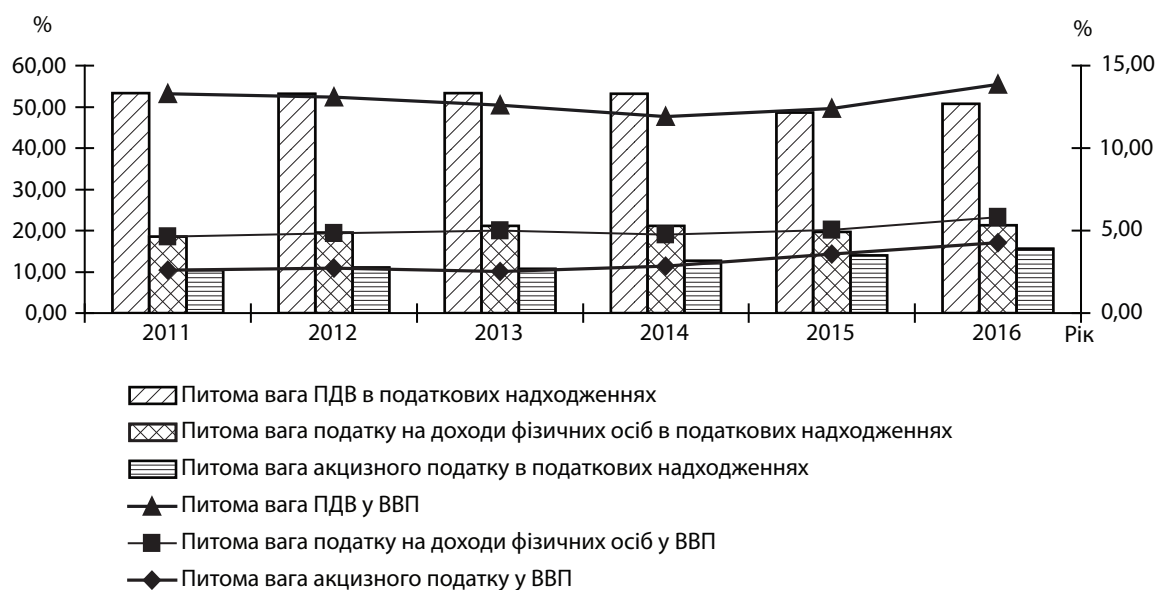 %
%
60,00
50,00
40,00
30,00
20,00
10,00
0,00
15,00
10,00
5,00
0,00
2011 2012 2013 2014 2015 2016 Рік
Питома вага ПДВ в податкових надходженнях
Питома вага податку на доходи фізичних осіб в податкових надходженнях
Питома вага акцизного податку в податкових надходженнях
Питома вага ПДВ у ВВП
Питома вага податку на доходи фізичних осіб у ВВП
Питома вага акцизного податку у ВВП